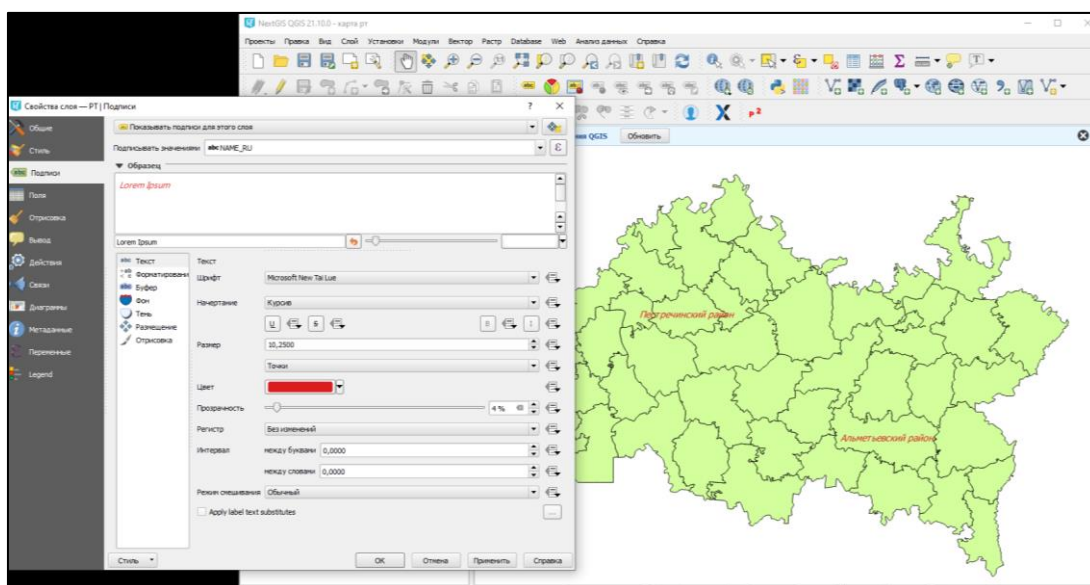 NextGIS QGIS 21.10.0 - карта рт
Проекты Правка Вид Слой Установки Модули Вектор Растр Database Web Анализ данных Справка
QGIS Обновить
Свойства слоя — РТ | Подписи
Общие
Стиль
Подписи
Поля
Отрисовка
Вывод
Действия
Связи
Диаграммы
Метаданные
Переменные
Legend
Показывать подписи для этого слоя
Подписывать значениями abc NAME_RU
Образец
Lorem Ipsum
Lorem Ipsum
Текст
Форматировани
Буфер
Фон
Тень
Размещение
Отрисовка
Текст
Шрифт Microsoft New Tai Lue
Начертание Курсив
U S B I
Размер 10,2500
Точки
Цвет
Прозрачность 4 %
Регистр Без изменений
Интервал между буквами 0,0000
между словами 0,0000
Режим смешивания Обычный
Apply label text substitutes
Стиль OK Отмена Применить Справка
Пестречинский район
Альметьевский район